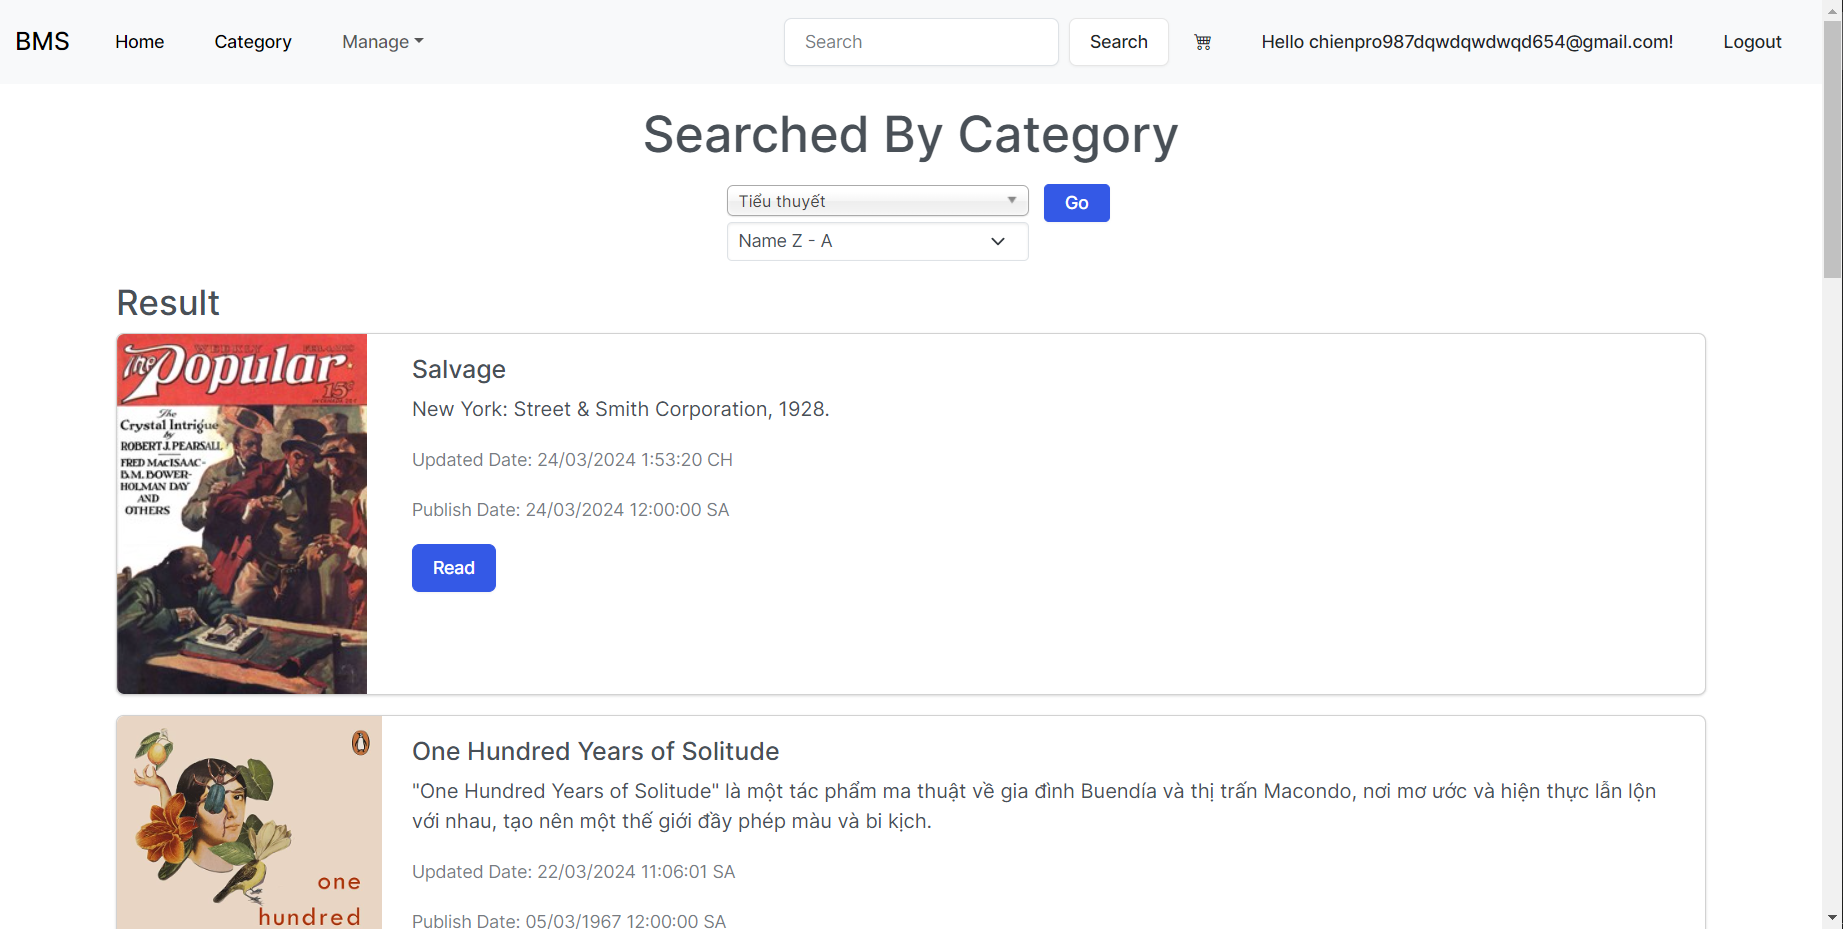 BMS
Home
Category
Manage
Search
Search
Hello chienpro987dqwdqwdwqd654@gmail.com!
Logout
Searched By Category
Tiểu thuyết
Go
Name Z - A
Result
WEEKLY
The Popular
15¢
The
Crystal Intrigue
by
ROBERT J. PEARSALL
FRED MACISAAC-
B.M. BOWER-
HOLMAN DAY
AND
OTHERS
Salvage
New York: Street & Smith Corporation, 1928.
Updated Date: 24/03/2024 1:53:20 CH
Publish Date: 24/03/2024 12:00:00 SA
Read
one
hundred
One Hundred Years of Solitude
"One Hundred Years of Solitude" là một tác phẩm ma thuật về gia đình Buendía và thị trấn Macondo, nơi mơ ước và hiện thực lẫn lộn
với nhau, tạo nên một thế giới đầy phép màu và bi kịch.
Updated Date: 22/03/2024 11:06:01 SA
Publish Date: 05/03/1967 12:00:00 SA